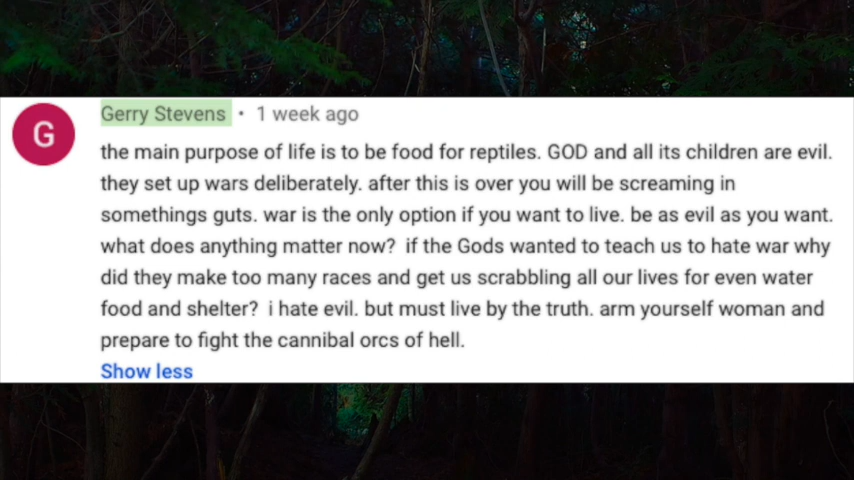 G
Gerry Stevens • 1 week ago
the main purpose of life is to be food for reptiles. GOD and all its children are evil.
they set up wars deliberately. after this is over you will be screaming in
somethings guts. war is the only option if you want to live. be as evil as you want.
what does anything matter now?  if the Gods wanted to teach us to hate war why
did they make too many races and get us scrabbling all our lives for even water
food and shelter?  i hate evil. but must live by the truth. arm yourself woman and
prepare to fight the cannibal orcs of hell.
Show less